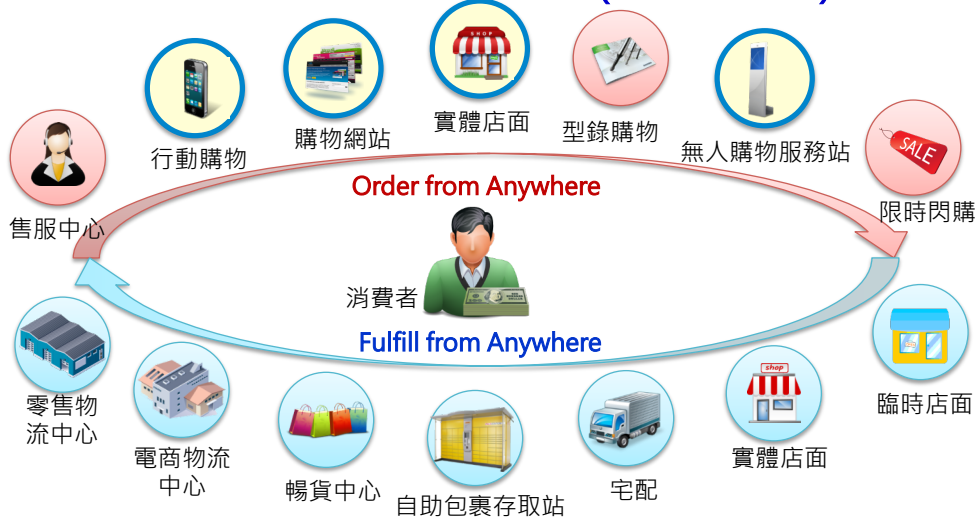 SHOP
實體店面
型錄購物
購物網站
行動購物
無人購物服務站
SALE
限時閃購
售服中心
Order from Anywhere
消費者
Fulfill from Anywhere
零售物
流中心
電商物流
中心
暢貨中心
自助包裹存取站
宅配
shop
實體店面
臨時店面